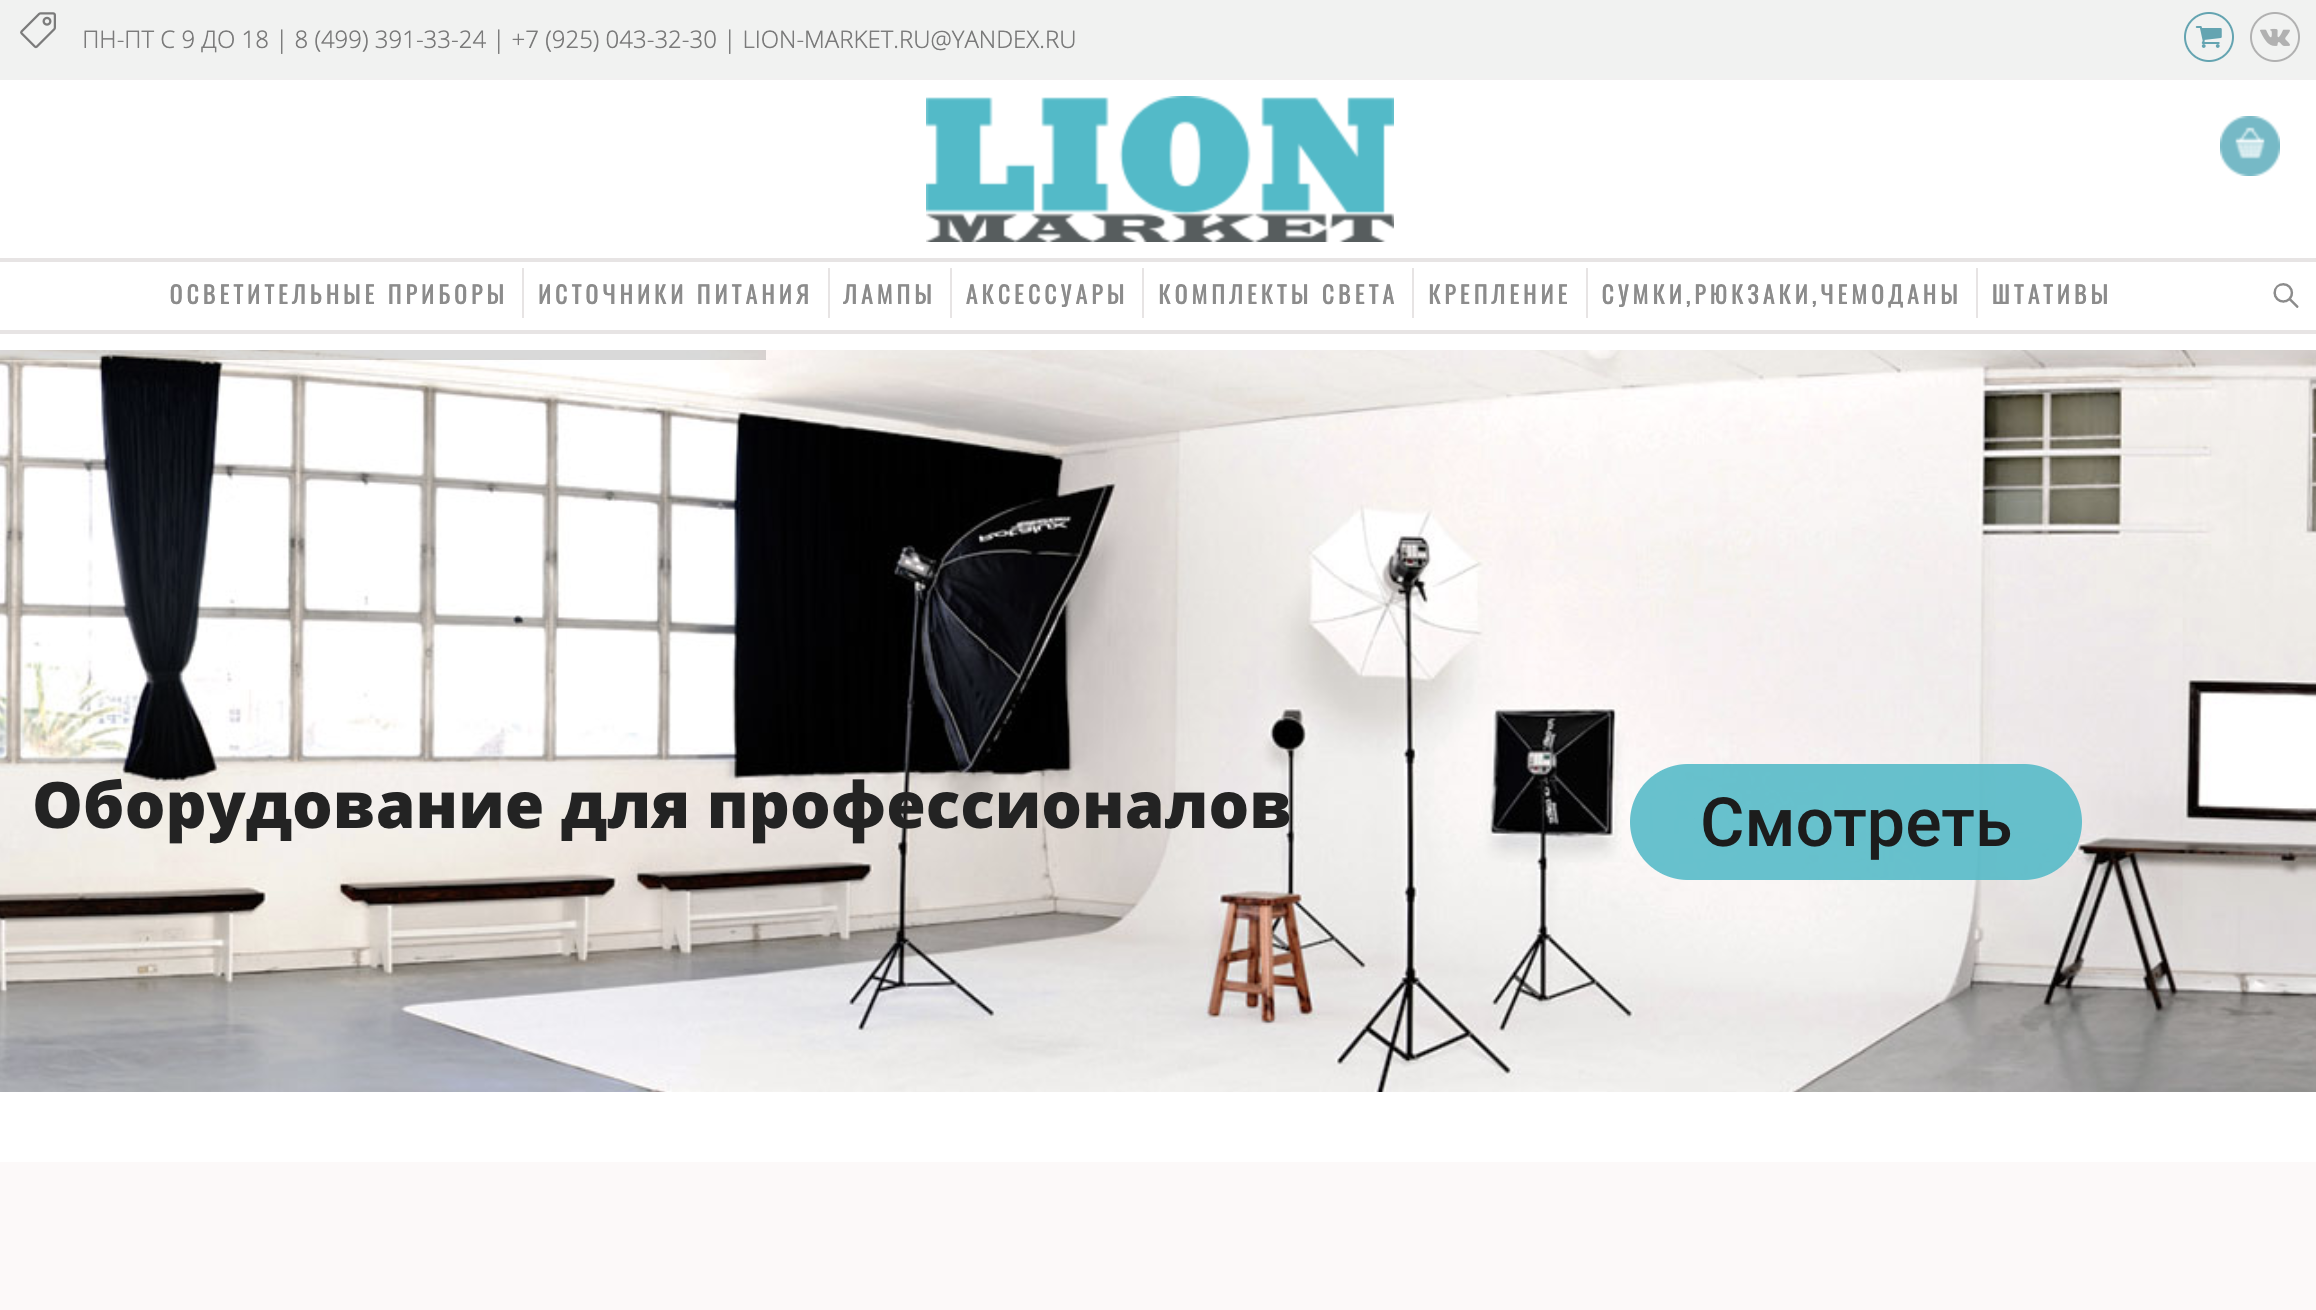 ПН-ПТ С 9 ДО 18 | 8 (499) 391-33-24 | +7 (925) 043-32-30 | LION-MARKET.RU@YANDEX.RU
LION
MARKET
ОСВЕТИТЕЛЬНЫЕ ПРИБОРЫ
ИСТОЧНИКИ ПИТАНИЯ
ЛАМПЫ
АКСЕССУАРЫ
КОМПЛЕКТЫ СВЕТА
КРЕПЛЕНИЕ
СУМКИ,РЮКЗАКИ,ЧЕМОДАНЫ
ШТАТИВЫ
Оборудование для профессионалов
Смотреть